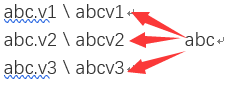 abc.v1 \ abcv1
abc.v2 \ abcv2 abc
abc.v3 \ abcv3